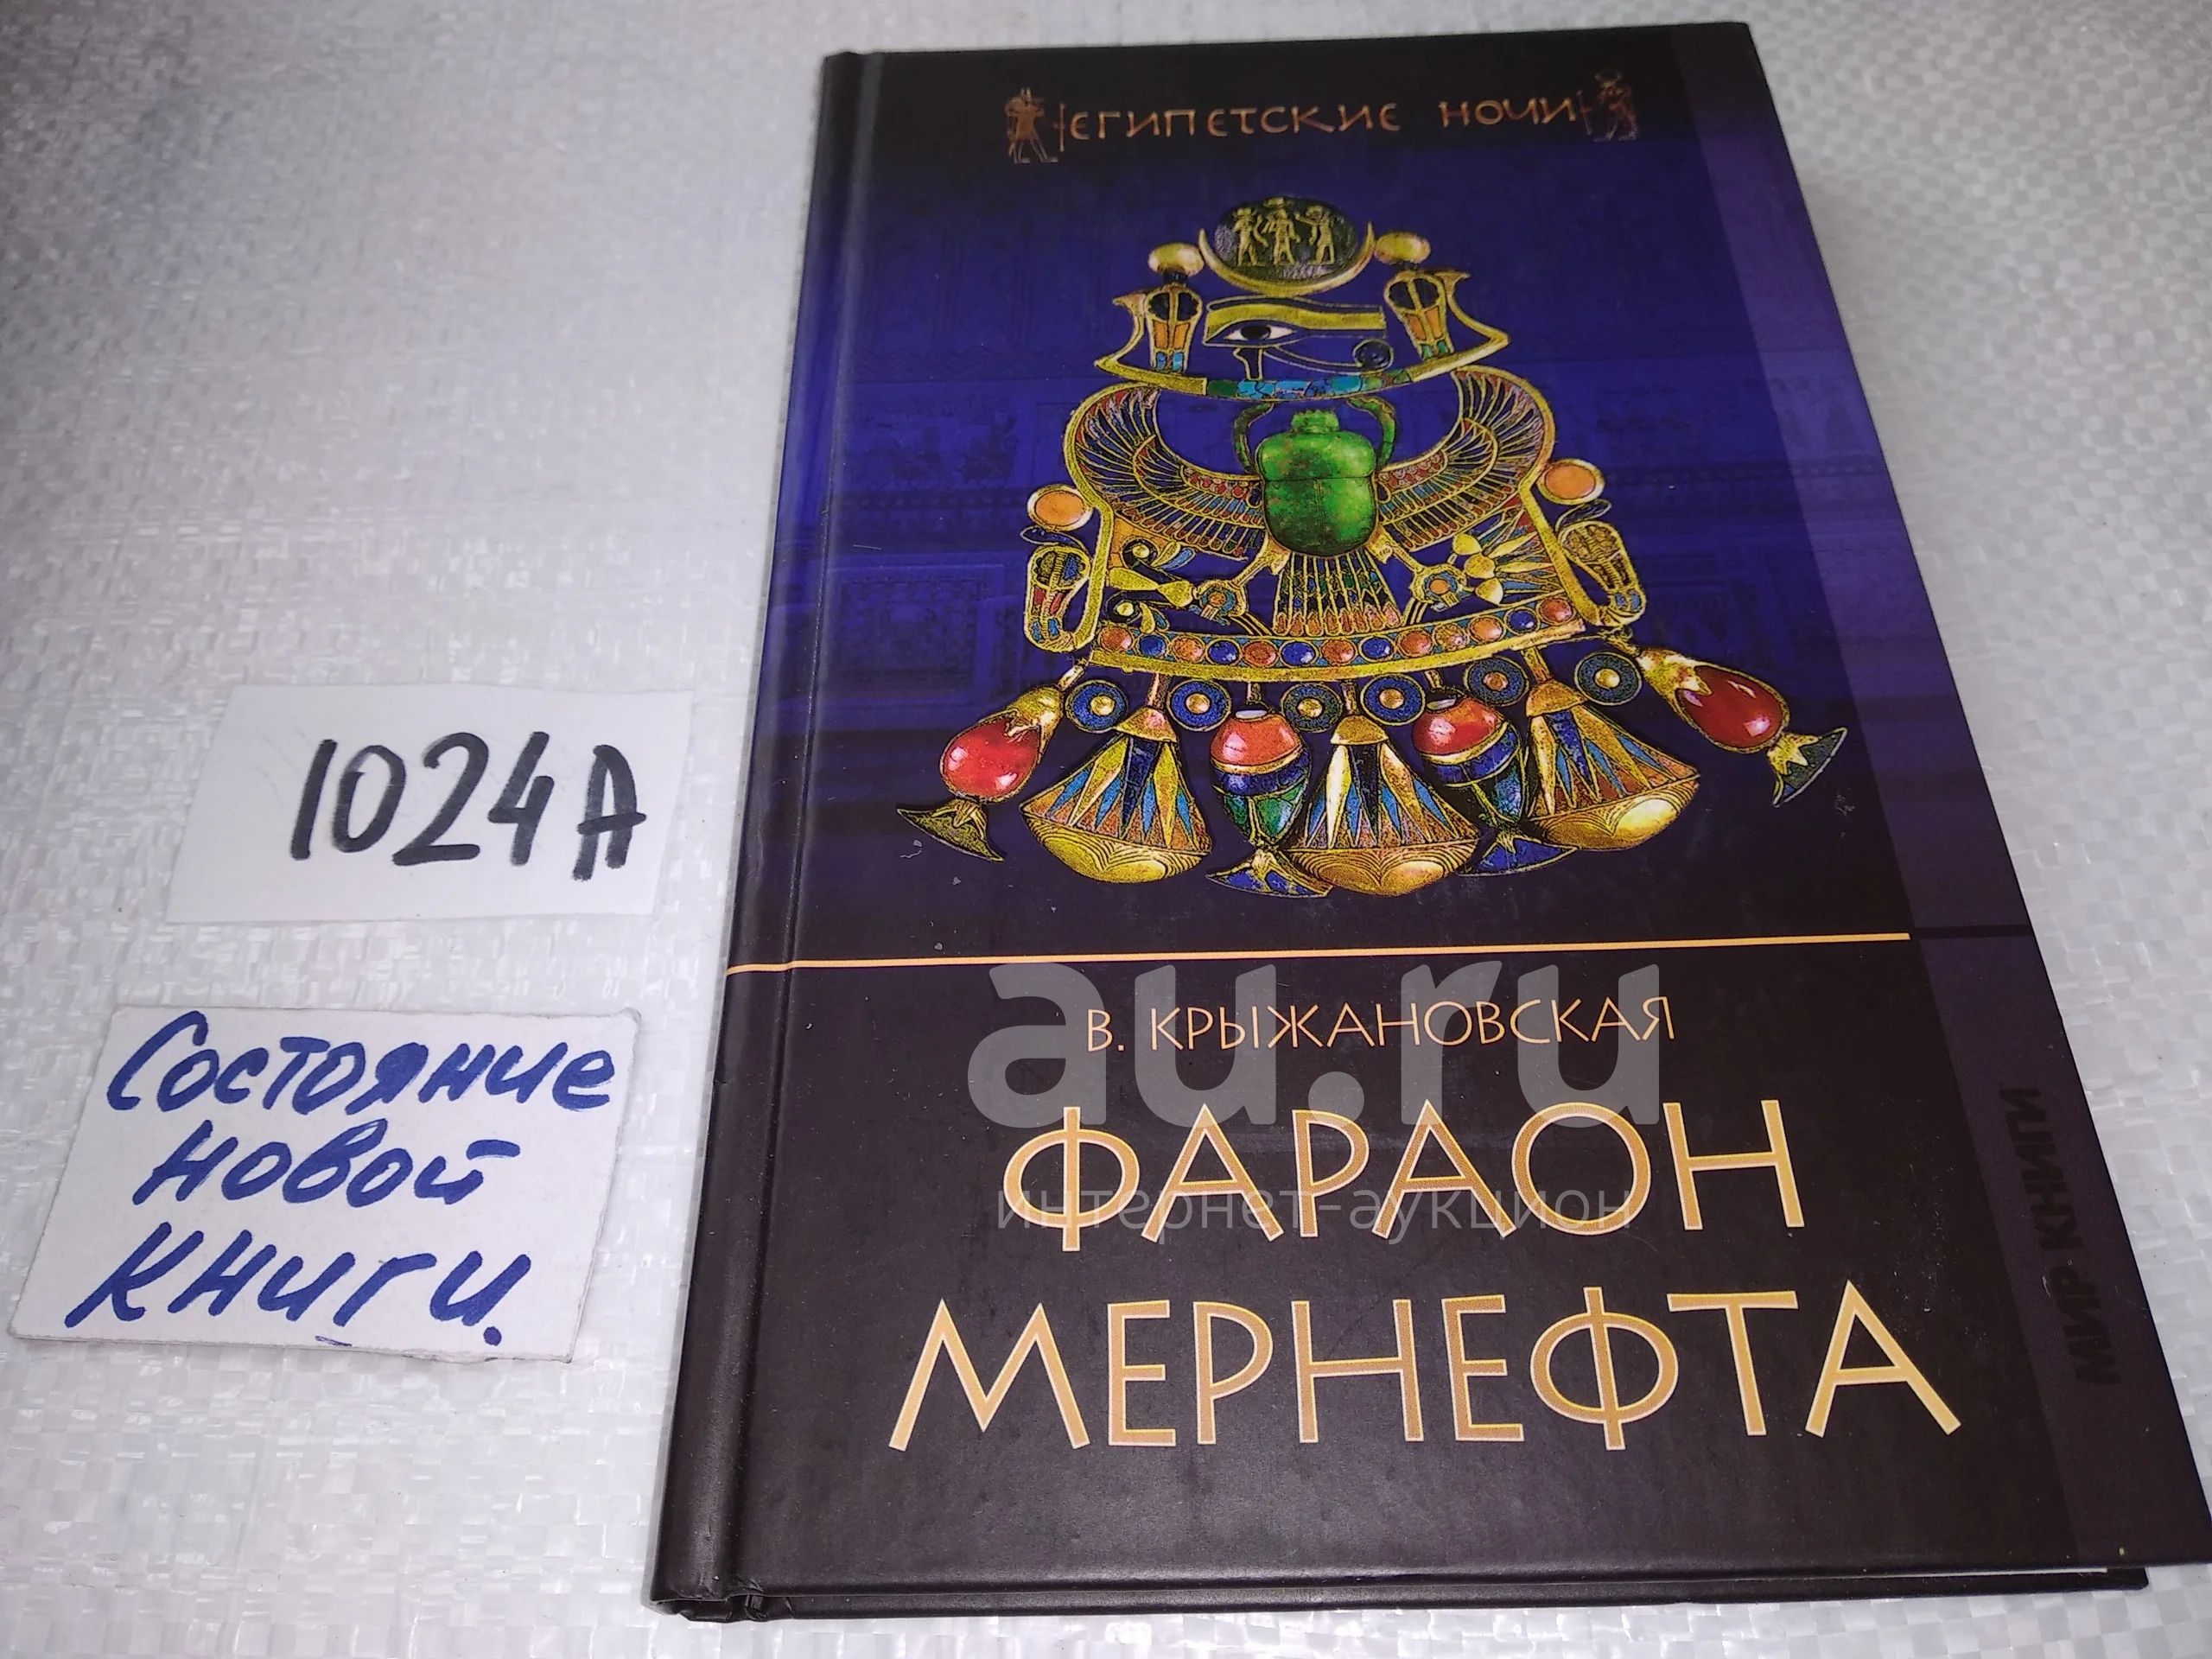 ЕГИПЕТСКИЕ НОЧИ
1024А
Состояние
новой
книги.
В. КРЫЖАНОВСКАЯ
ФАРАОН
МЕРНЕФТА
МИР КНИГИ
au.ru
интернет-аукцион